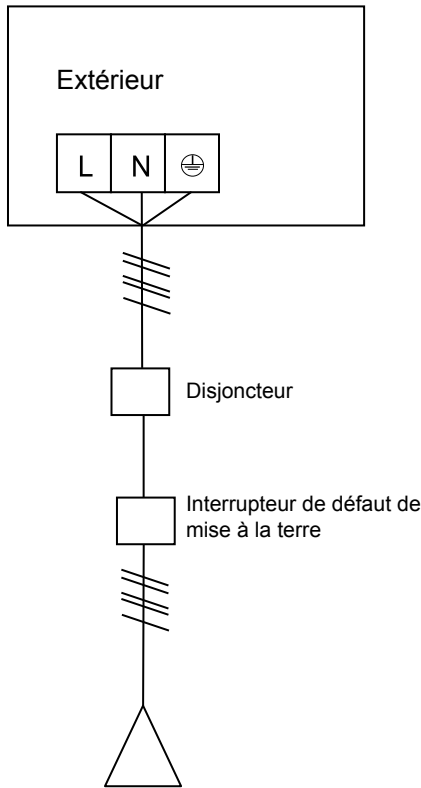 Extérieur
L N ⏚
Disjoncteur
Interrupteur de défaut de
mise à la terre